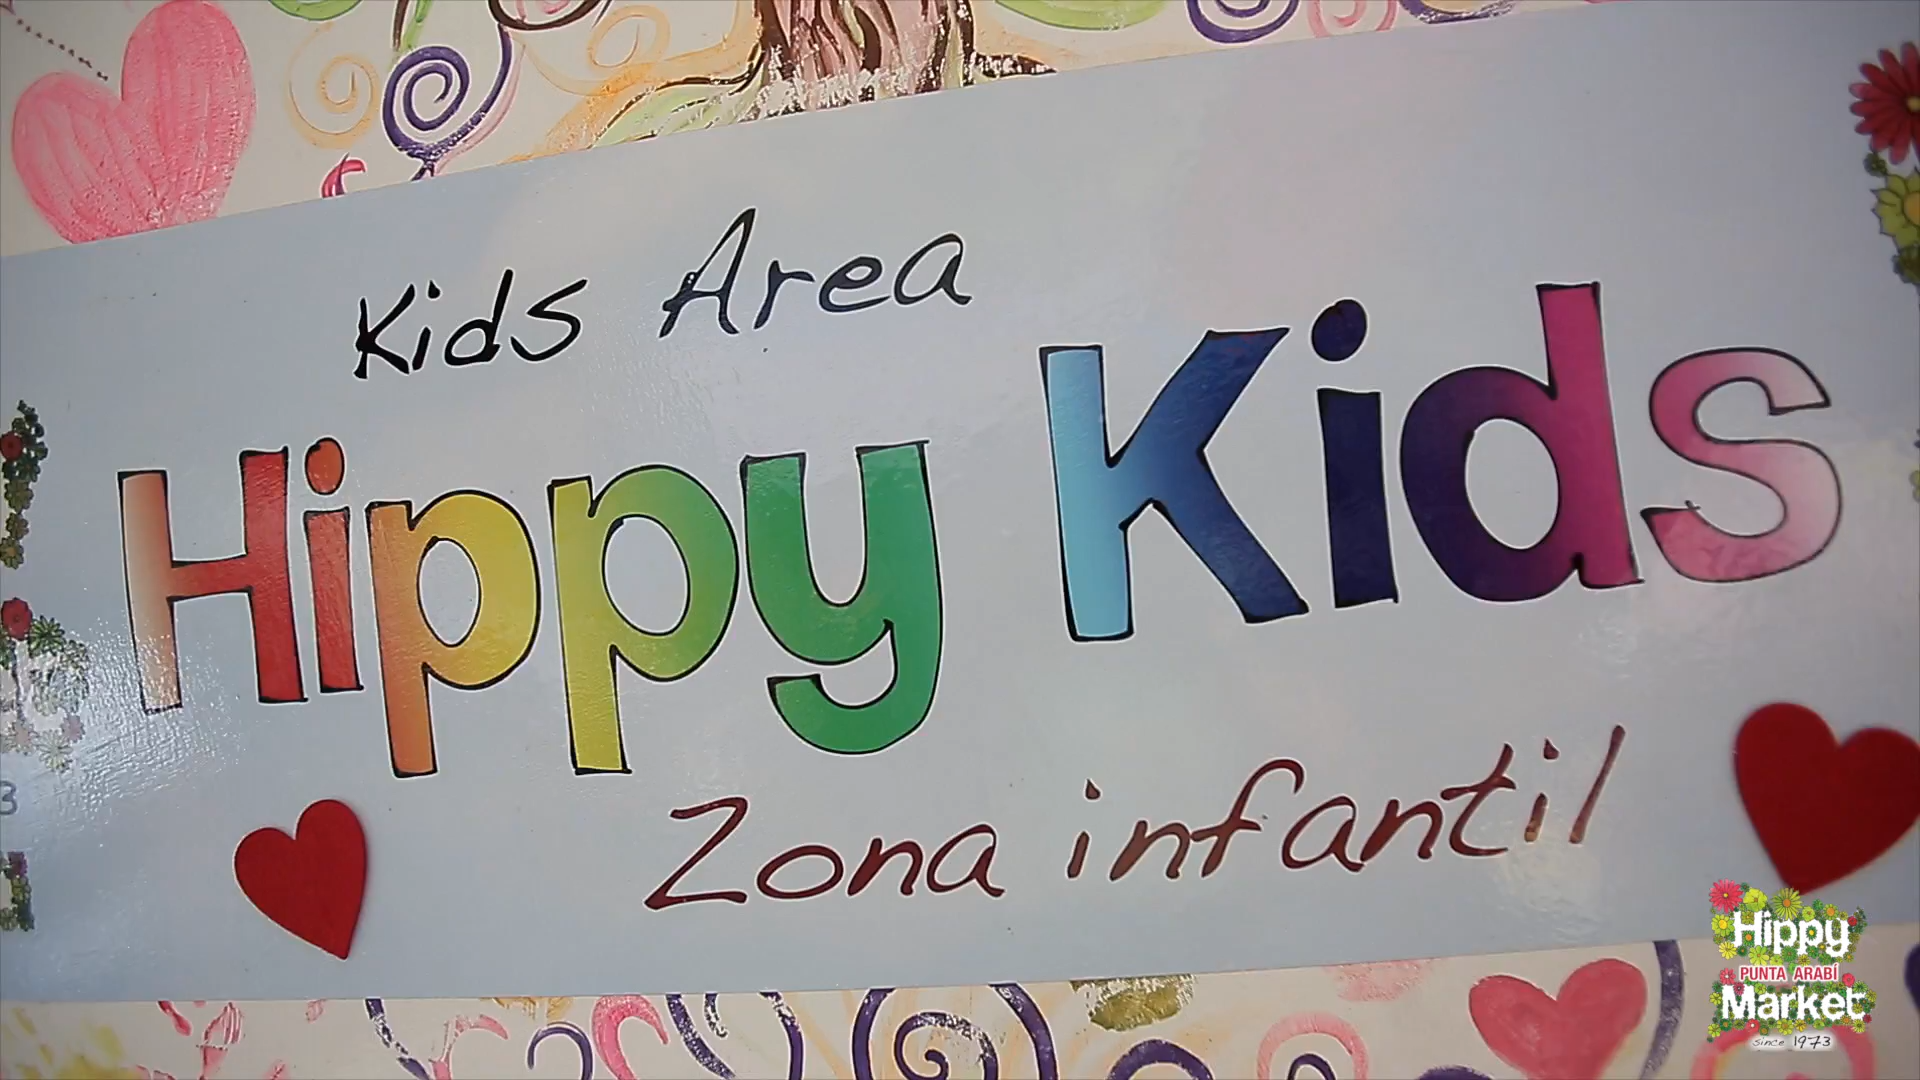 Kids Area
Hippy Kids
Zona infantil
Hippy
PUNTA ARABÍ
Market
since 1973